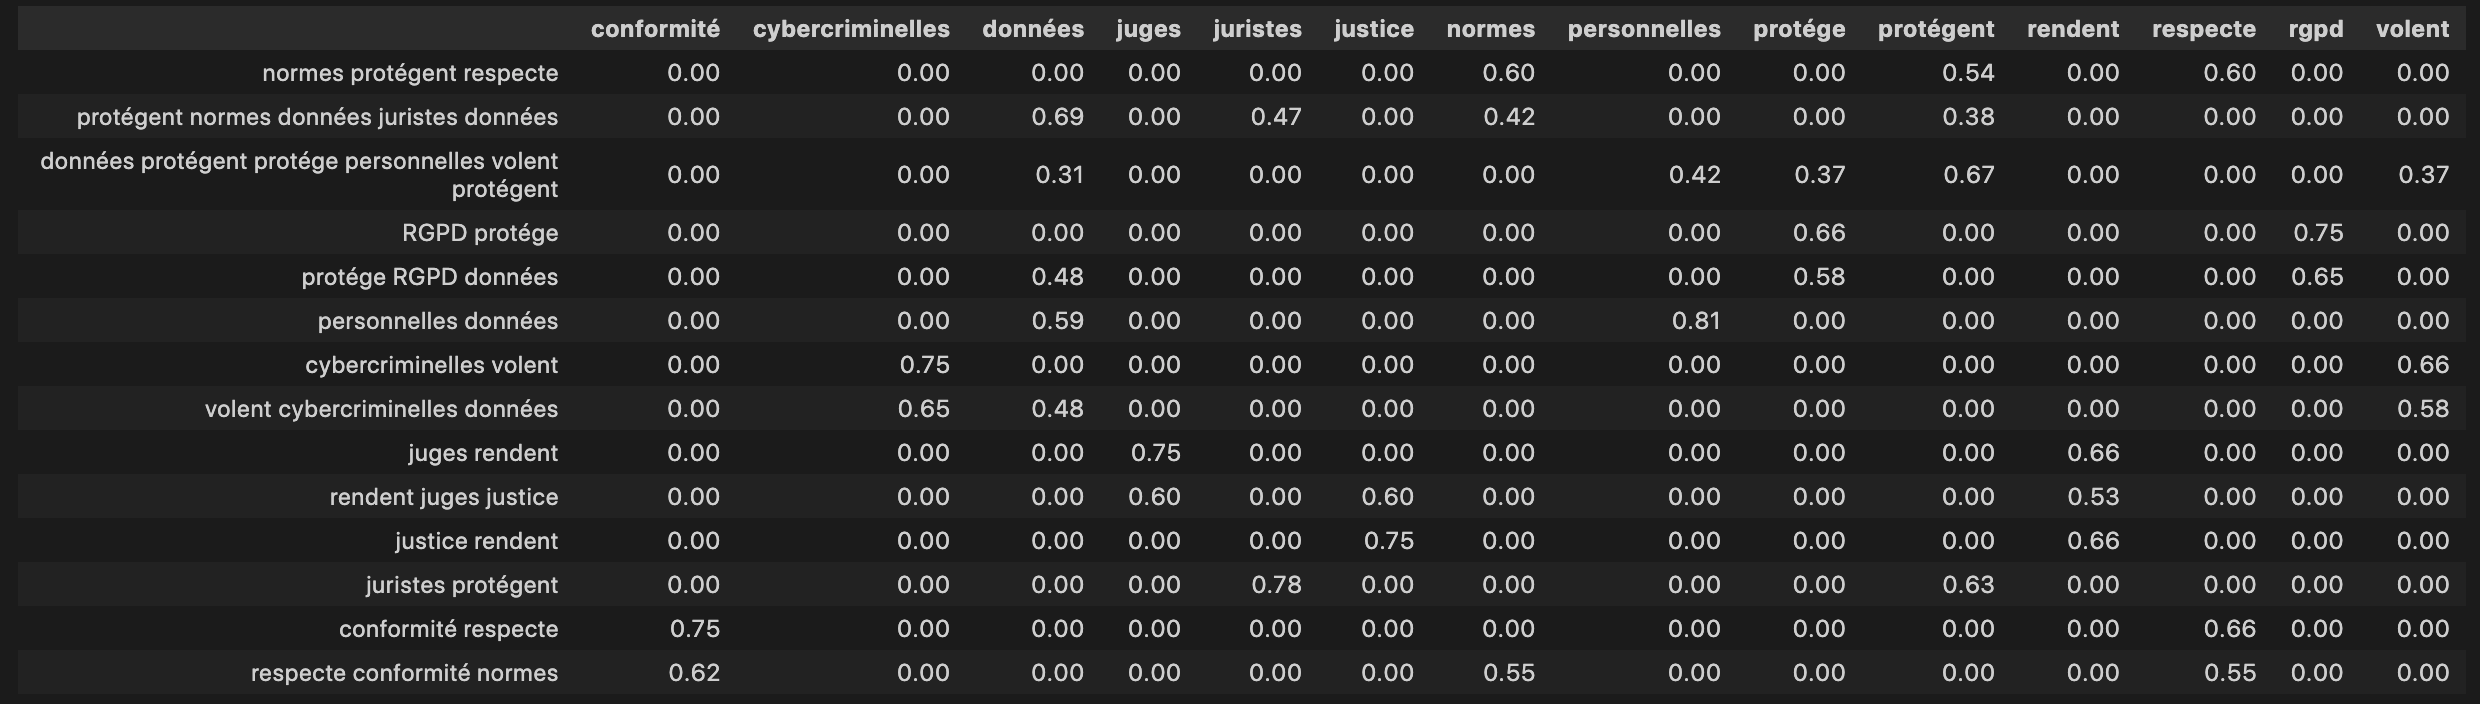 conformité cybercriminelles données juges juristes justice normes personnelles protége protégent rendent respecte rgpd volent
normes protégent respecte 0.00 0.00 0.00 0.00 0.00 0.00 0.60 0.00 0.00 0.54 0.00 0.60 0.00 0.00
protégent normes données juristes données 0.00 0.00 0.69 0.00 0.47 0.00 0.42 0.00 0.00 0.38 0.00 0.00 0.00 0.00
données protégent protége personnelles volent
protégent 0.00 0.00 0.31 0.00 0.00 0.00 0.00 0.42 0.37 0.67 0.00 0.00 0.00 0.37
RGPD protége 0.00 0.00 0.00 0.00 0.00 0.00 0.00 0.00 0.66 0.00 0.00 0.00 0.75 0.00
protége RGPD données 0.00 0.00 0.48 0.00 0.00 0.00 0.00 0.00 0.58 0.00 0.00 0.00 0.65 0.00
personnelles données 0.00 0.00 0.59 0.00 0.00 0.00 0.00 0.81 0.00 0.00 0.00 0.00 0.00 0.00
cybercriminelles volent 0.00 0.75 0.00 0.00 0.00 0.00 0.00 0.00 0.00 0.00 0.00 0.00 0.00 0.66
volent cybercriminelles données 0.00 0.65 0.48 0.00 0.00 0.00 0.00 0.00 0.00 0.00 0.00 0.00 0.00 0.58
juges rendent 0.00 0.00 0.00 0.75 0.00 0.00 0.00 0.00 0.00 0.00 0.66 0.00 0.00 0.00
rendent juges justice 0.00 0.00 0.00 0.60 0.00 0.60 0.00 0.00 0.00 0.00 0.53 0.00 0.00 0.00
justice rendent 0.00 0.00 0.00 0.00 0.00 0.75 0.00 0.00 0.00 0.00 0.66 0.00 0.00 0.00
juristes protégent 0.00 0.00 0.00 0.00 0.78 0.00 0.00 0.00 0.00 0.63 0.00 0.00 0.00 0.00
conformité respecte 0.75 0.00 0.00 0.00 0.00 0.00 0.00 0.00 0.00 0.00 0.00 0.66 0.00 0.00
respecte conformité normes 0.62 0.00 0.00 0.00 0.00 0.00 0.55 0.00 0.00 0.00 0.00 0.55 0.00 0.00